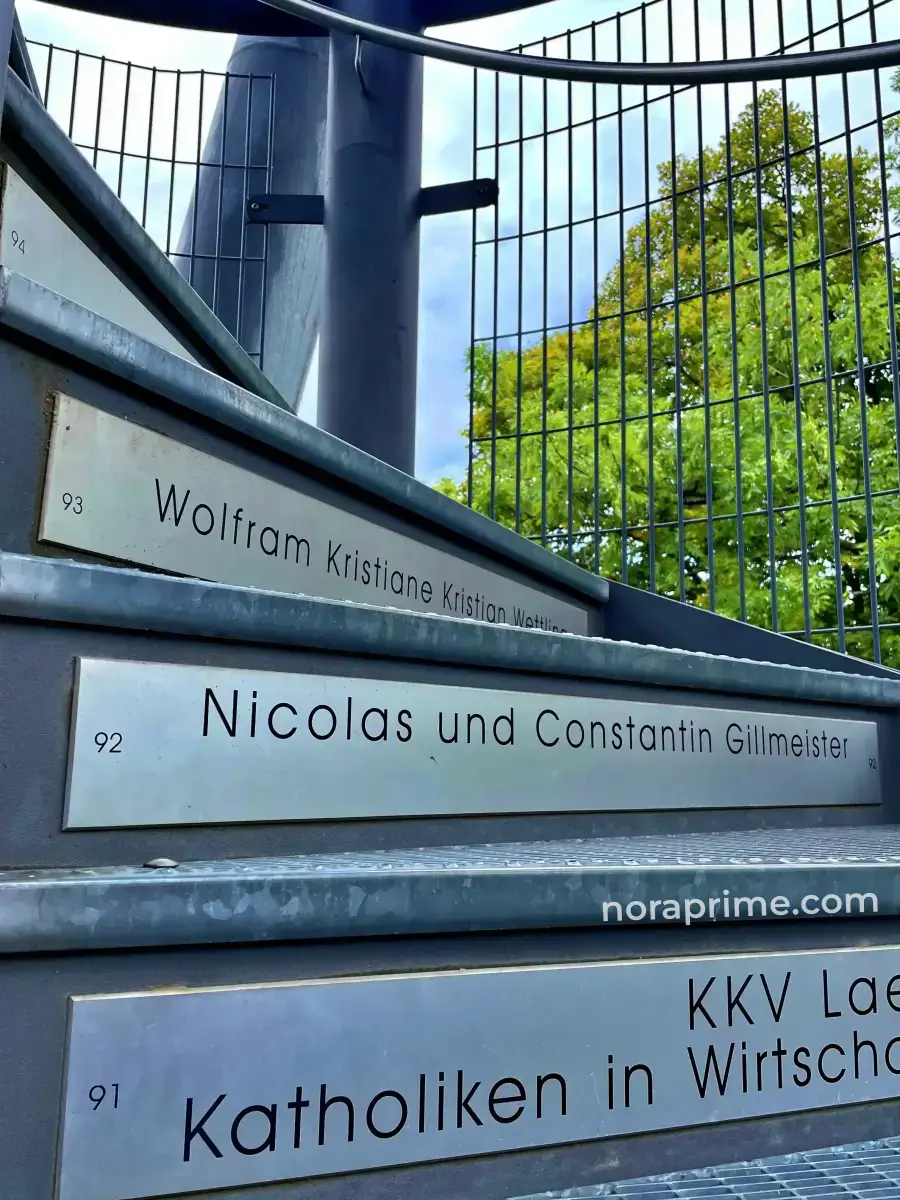 94
93 Wolfram Kristiane Kristian
92 Nicolas und Constantin Gillmeister 92
noraprime.com
KKV
91 Katholiken in